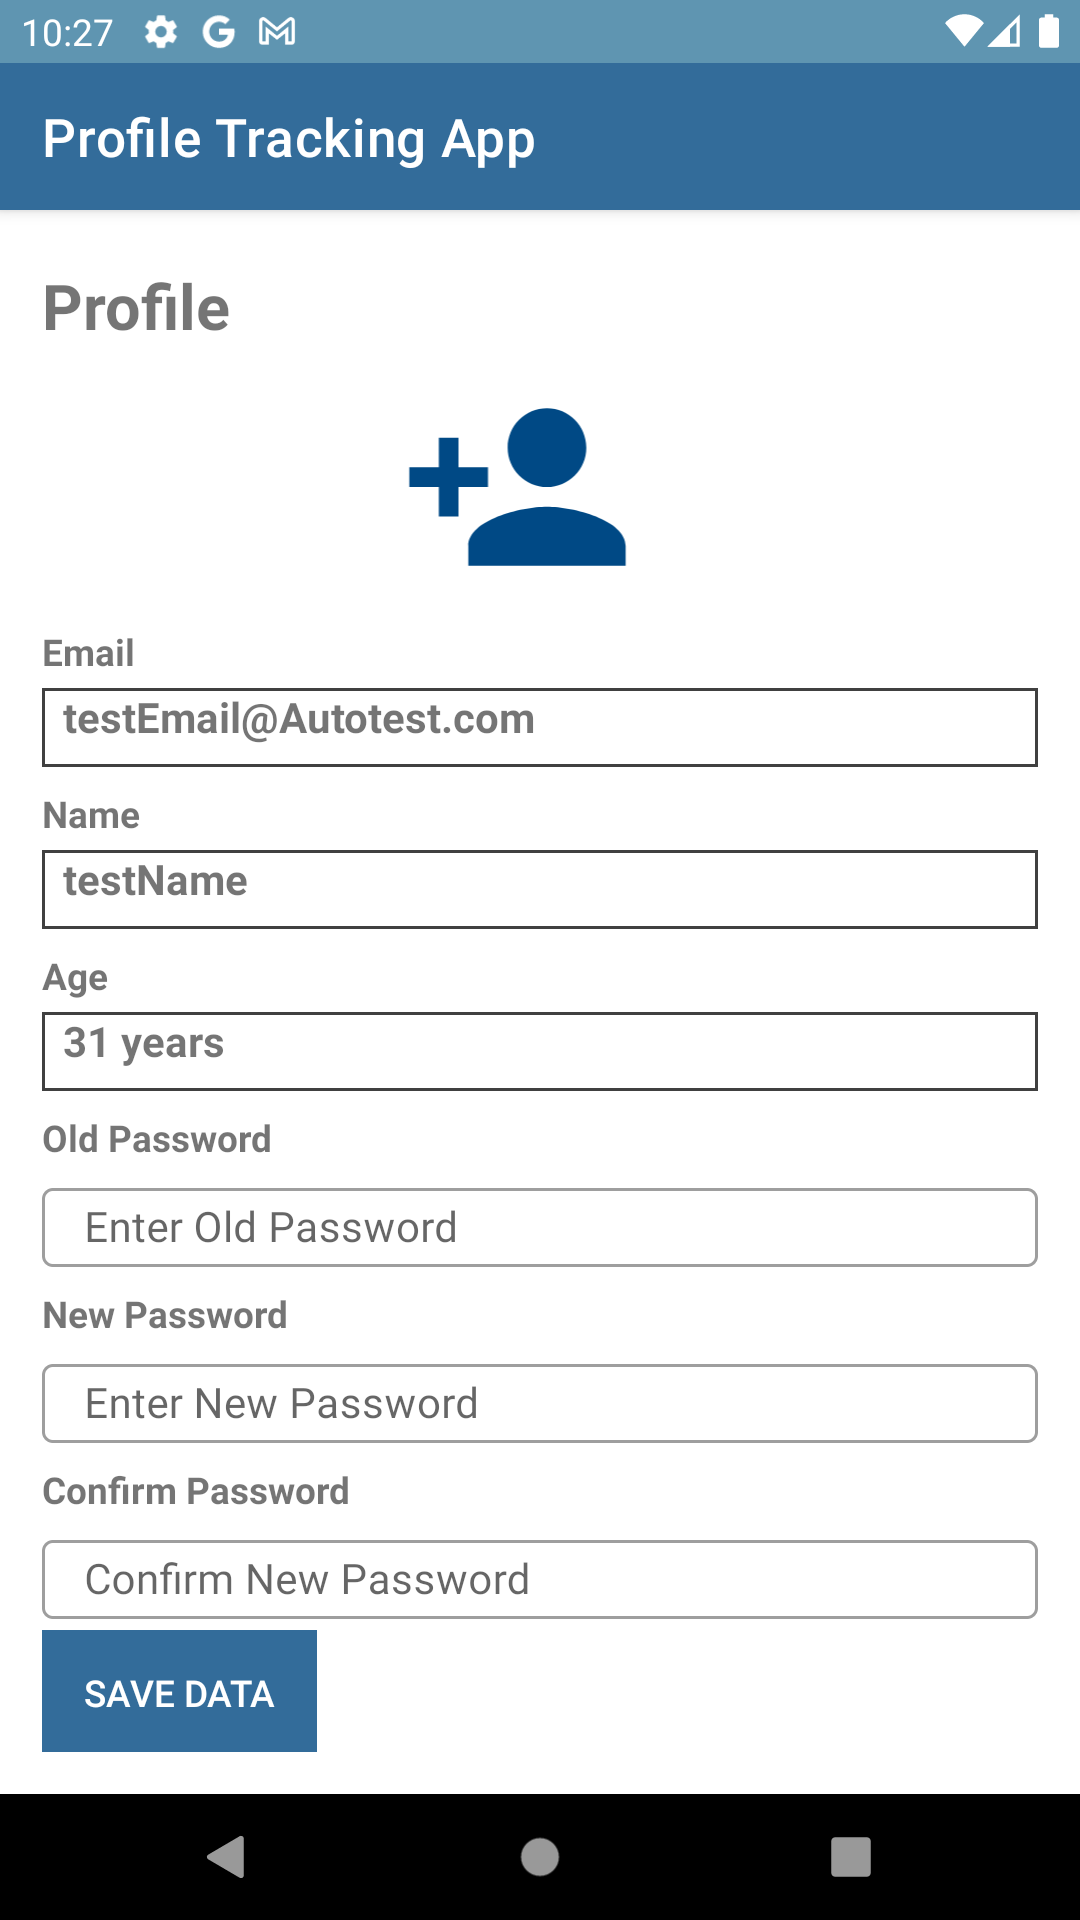 10:27
Profile Tracking App
Profile
Email
testEmail@Autotest.com
Name
testName
Age
31 years
Old Password
Enter Old Password
New Password
Enter New Password
Confirm Password
Confirm New Password
SAVE DATA